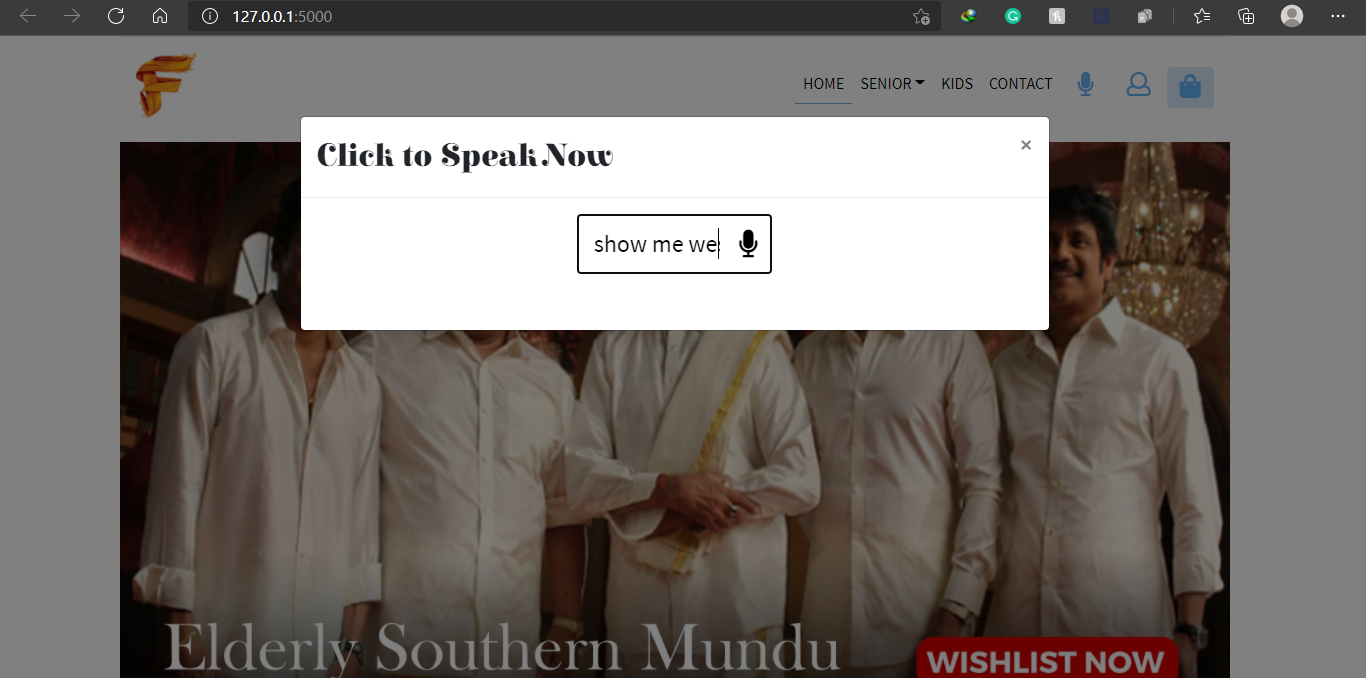 127.0.0.1:5000
HOME SENIOR KIDS CONTACT
Click to Speak Now
×
show me we
Elderly Southern Mundu
WISHLIST NOW